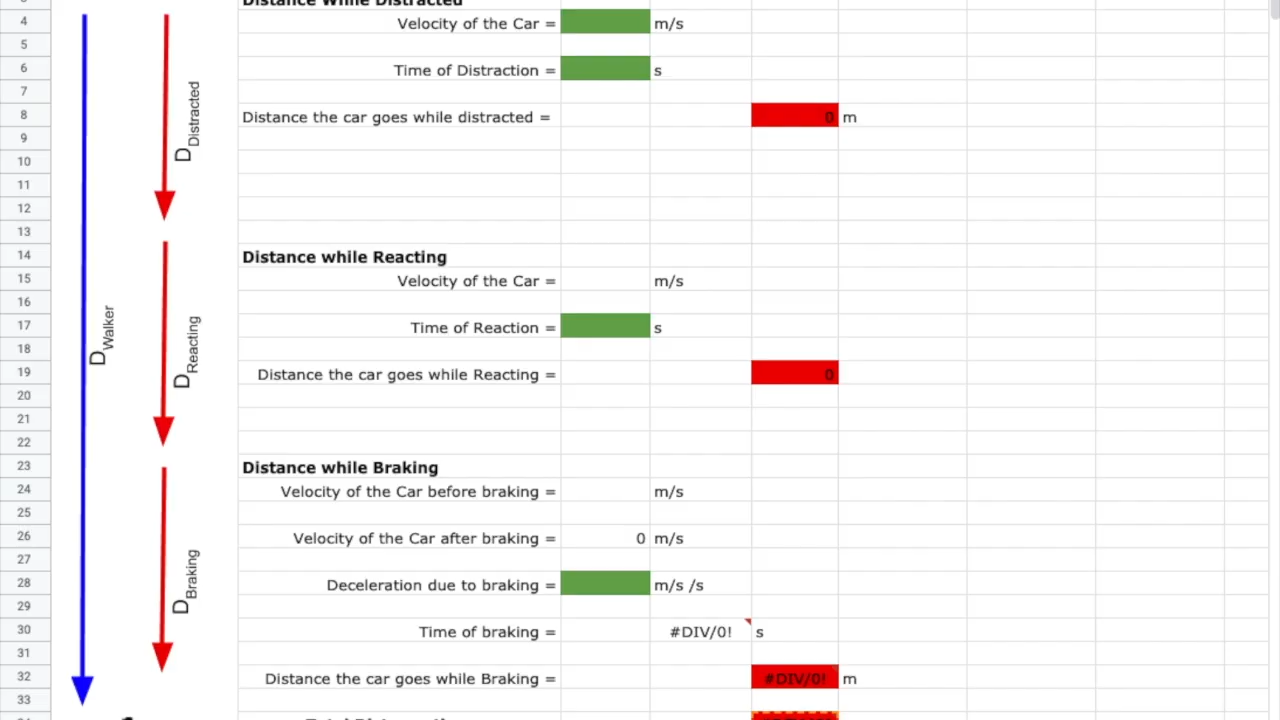 Distance While Distracted
4 Velocity of the Car = m/s
5
6 Time of Distraction = s
7
8 Distance the car goes while distracted = 0 m
9
10
11
12
13
14 Distance while Reacting
15 Velocity of the Car = m/s
16
17 Time of Reaction = s
18
19 Distance the car goes while Reacting = 0
20
21
22
23 Distance while Braking
24 Velocity of the Car before braking = m/s
25
26 Velocity of the Car after braking = 0 m/s
27
28 Deceleration due to braking = m/s /s
29
30 Time of braking = #DIV/0! s
31
32 Distance the car goes while Braking = #DIV/0! m
33
DWalker
DDistracted
DReacting
DBraking